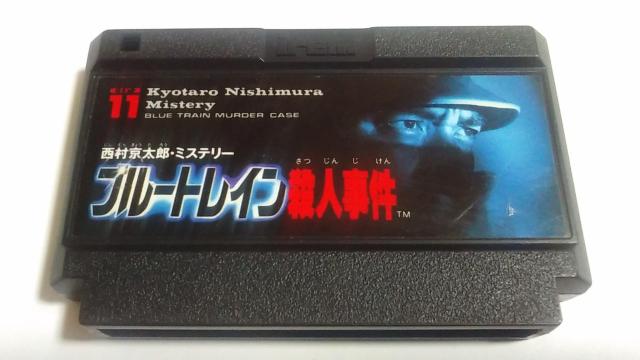 11
Kyotaro Nishimura
Mistery
BLUE TRAIN MURDER CASE
西村京太郎・ミステリー
さつ じん じ けん
ブルートレイン殺人事件 TM